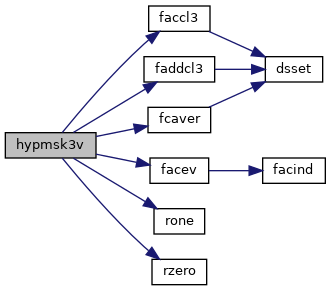 faccl3
faddcl3
dsset
fcaver
hypmsk3v
facev
facind
rone
rzero